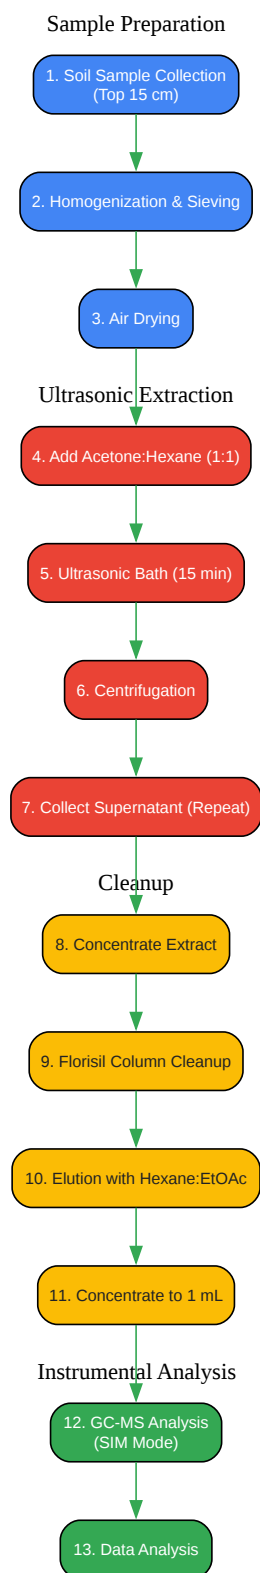 Sample Preparation
1. Soil Sample Collection
(Top 15 cm)
2. Homogenization & Sieving
3. Air Drying
Ultrasonic Extraction
4. Add Acetone:Hexane (1:1)
5. Ultrasonic Bath (15 min)
6. Centrifugation
7. Collect Supernatant (Repeat)
Cleanup
8. Concentrate Extract
9. Florisil Column Cleanup
10. Elution with Hexane:EtOAc
11. Concentrate to 1 mL
Instrumental Analysis
12. GC-MS Analysis
(SIM Mode)
13. Data Analysis